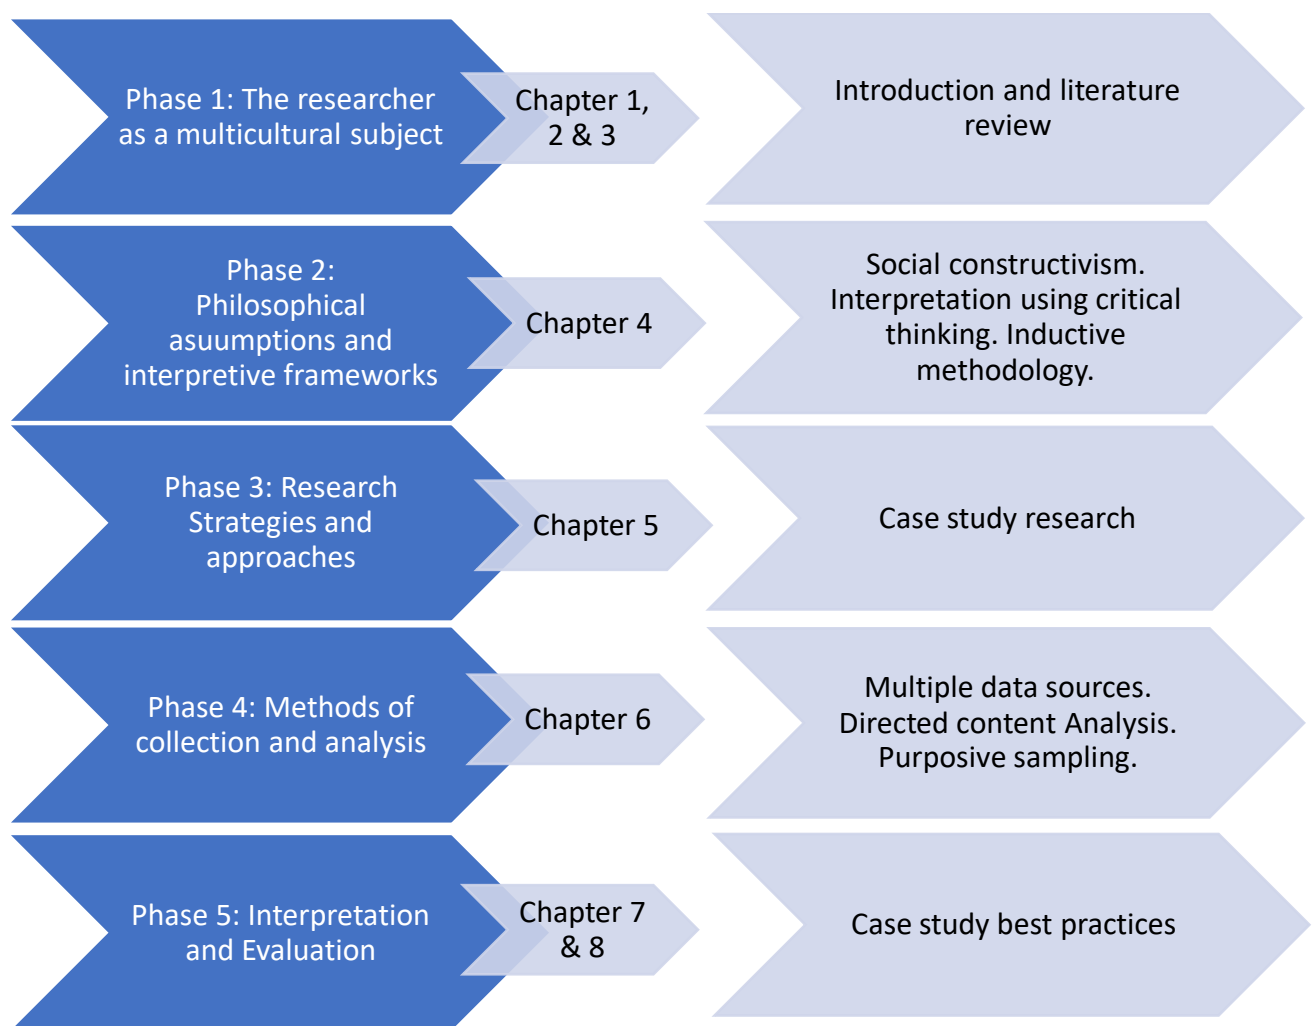 Phase 1: The researcher
as a multicultural subject
Chapter 1,
2 & 3
Introduction and literature
review
Phase 2:
Philosophical
asuumptions and
interpretive frameworks
Chapter 4
Social constructivism.
Interpretation using critical
thinking. Inductive
methodology.
Phase 3: Research
Strategies and
approaches
Chapter 5
Case study research
Phase 4: Methods of
collection and analysis
Chapter 6
Multiple data sources.
Directed content Analysis.
Purposive sampling.
Phase 5: Interpretation
and Evaluation
Chapter 7
& 8
Case study best practices